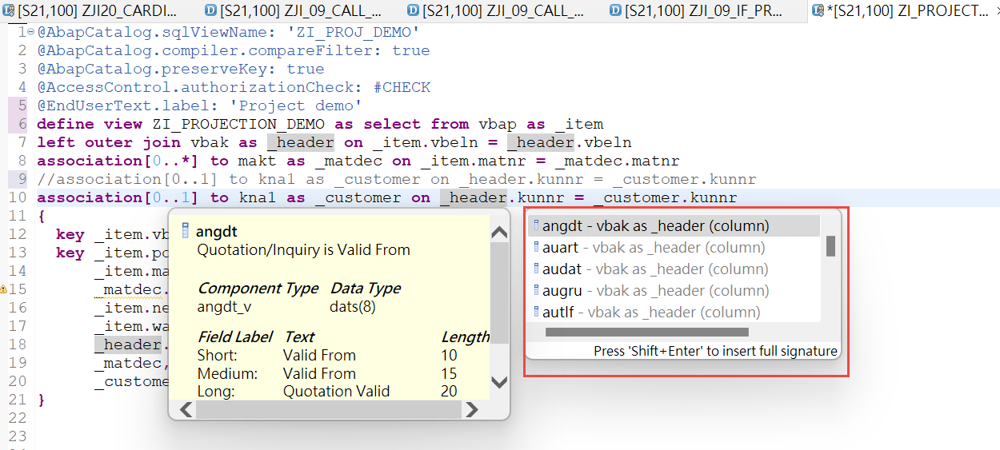 [S21,100] ZJI20_CARDI... [S21,100] ZJI_09_CALL_... [S21,100] ZJI_09_CALL_... [S21,100] ZJI_09_IF_PR... *[S21,100] ZI_PROJECT...
1 @AbapCatalog.sqlViewName: 'ZI_PROJ_DEMO'
2 @AbapCatalog.compiler.compareFilter: true
3 @AbapCatalog.preserveKey: true
4 @AccessControl.authorizationCheck: #CHECK
5 @EndUserText.label: 'Project demo'
6 define view ZI_PROJECTION_DEMO as select from vbap as _item
7 left outer join vbak as _header on _item.vbeln = _header.vbeln
8 association[0..*] to makt as _matdec on _item.matnr = _matdec.matnr
9 //association[0..1] to kna1 as _customer on _header.kunnr = _customer.kunnr
10 association[0..1] to kna1 as _customer on _header.kunnr = _customer.kunnr
11 {
12 key _item.vb
13 key _item.po
14 _item.ma
15 _matdec.
16 _item.ne
17 _item.wa
18 _header.
19 _matdec,
20 _custome
21 }
22
23
angdt
Quotation/Inquiry is Valid From
Component Type Data Type
angdt_v dats(8)
Field Label Text Length
Short: Valid From 10
Medium: Valid From 15
Long: Quotation Valid 20
angdt - vbak as _header (column)
auart - vbak as _header (column)
audat - vbak as _header (column)
augru - vbak as _header (column)
autlf - vbak as _header (column)
Press 'Shift+Enter' to insert full signature